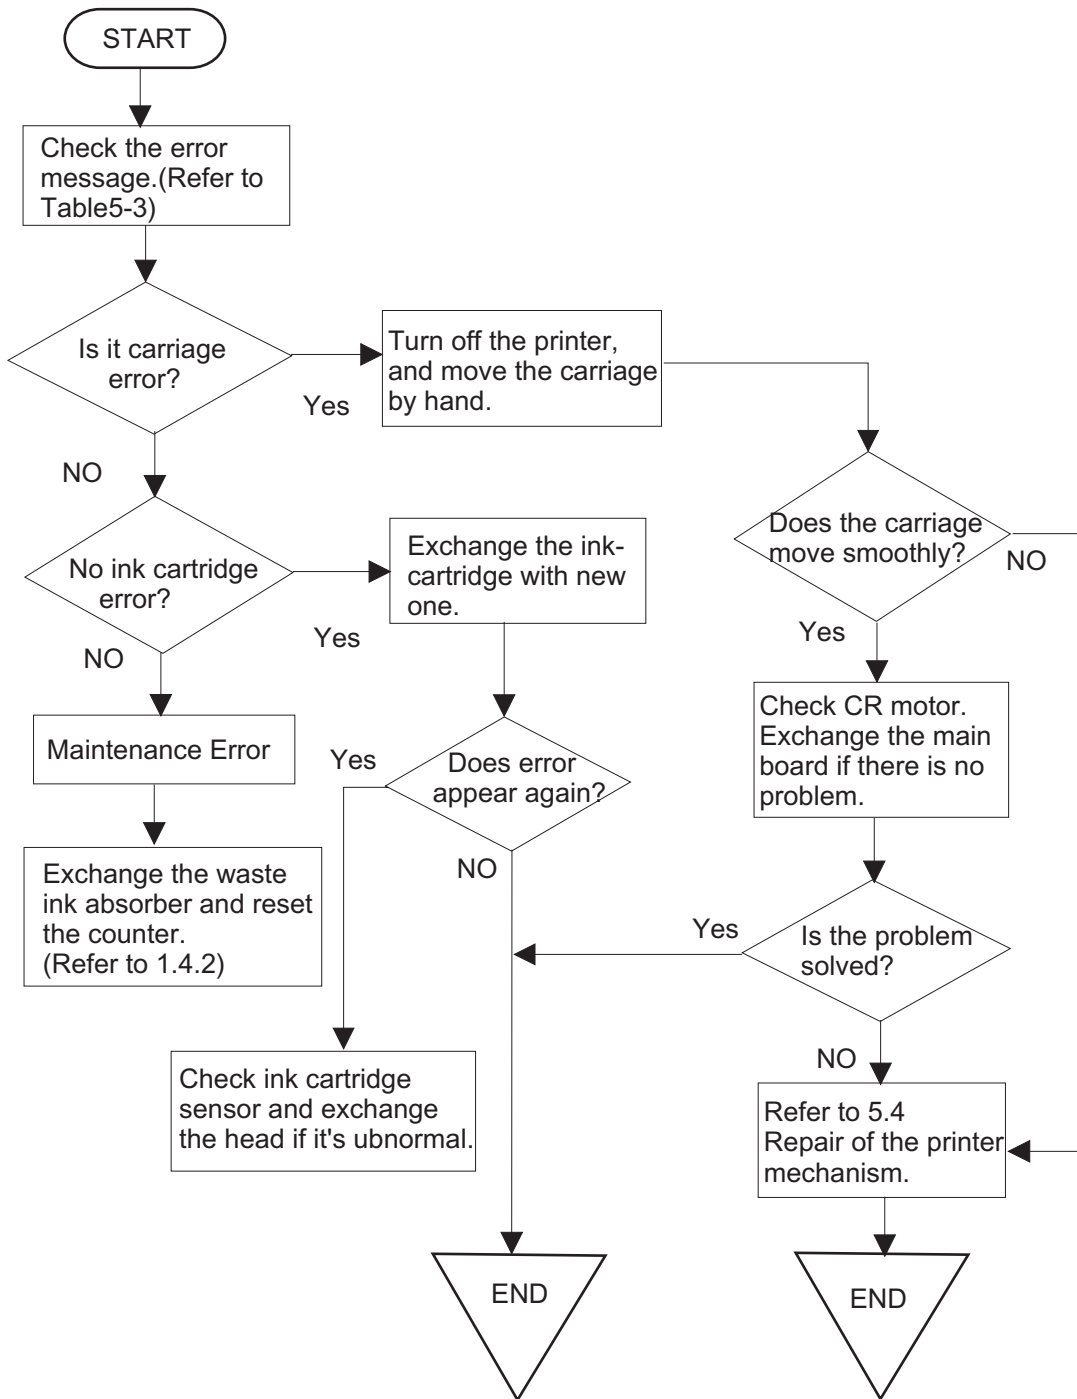 START
Check the error
message.(Refer to
Table5-3)
Is it carriage
error?
Yes
Turn off the printer,
and move the carriage
by hand.
NO
Does the carriage
move smoothly?
NO
No ink cartridge
error?
Yes
Exchange the ink-
cartridge with new
one.
Yes
NO
Check CR motor.
Exchange the main
board if there is no
problem.
Maintenance Error
Yes
Does error
appear again?
NO
Exchange the waste
ink absorber and reset
the counter.
(Refer to 1.4.2)
Yes
Is the problem
solved?
NO
Check ink cartridge
sensor and exchange
the head if it's ubnormal.
Refer to 5.4
Repair of the printer
mechanism.
END
END